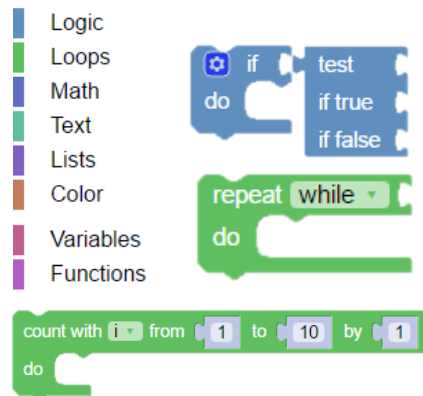 Logic
Loops
Math
Text
Lists
Color
Variables
Functions
if test
do if true
if false
repeat while
do
count with i from 1 to 10 by 1
do